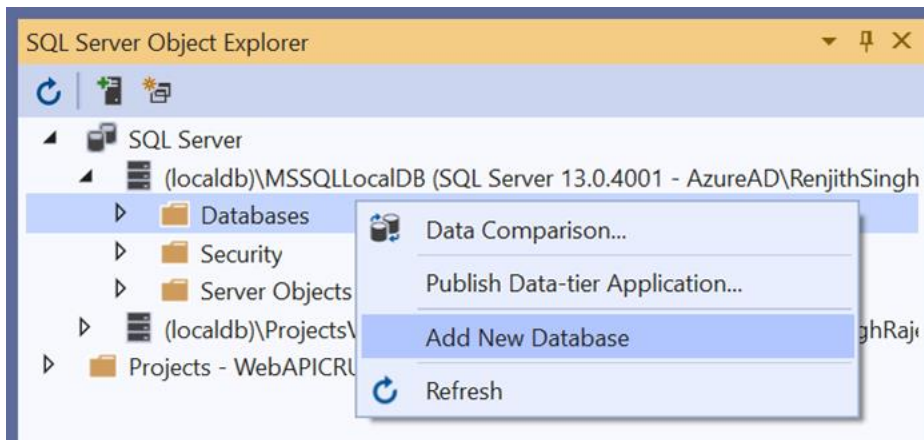 SQL Server Object Explorer
SQL Server
(localdb)\MSSQLLocalDB (SQL Server 13.0.4001 - AzureAD\RenjithSingh
Databases
Data Comparison...
Security
Publish Data-tier Application...
Server Objects
Add New Database
(localdb)\Projects\
Projects - WebAPICRU
Refresh